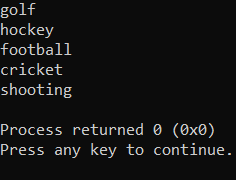 golf
hockey
football
cricket
shooting
Process returned 0 (0x0)
Press any key to continue.